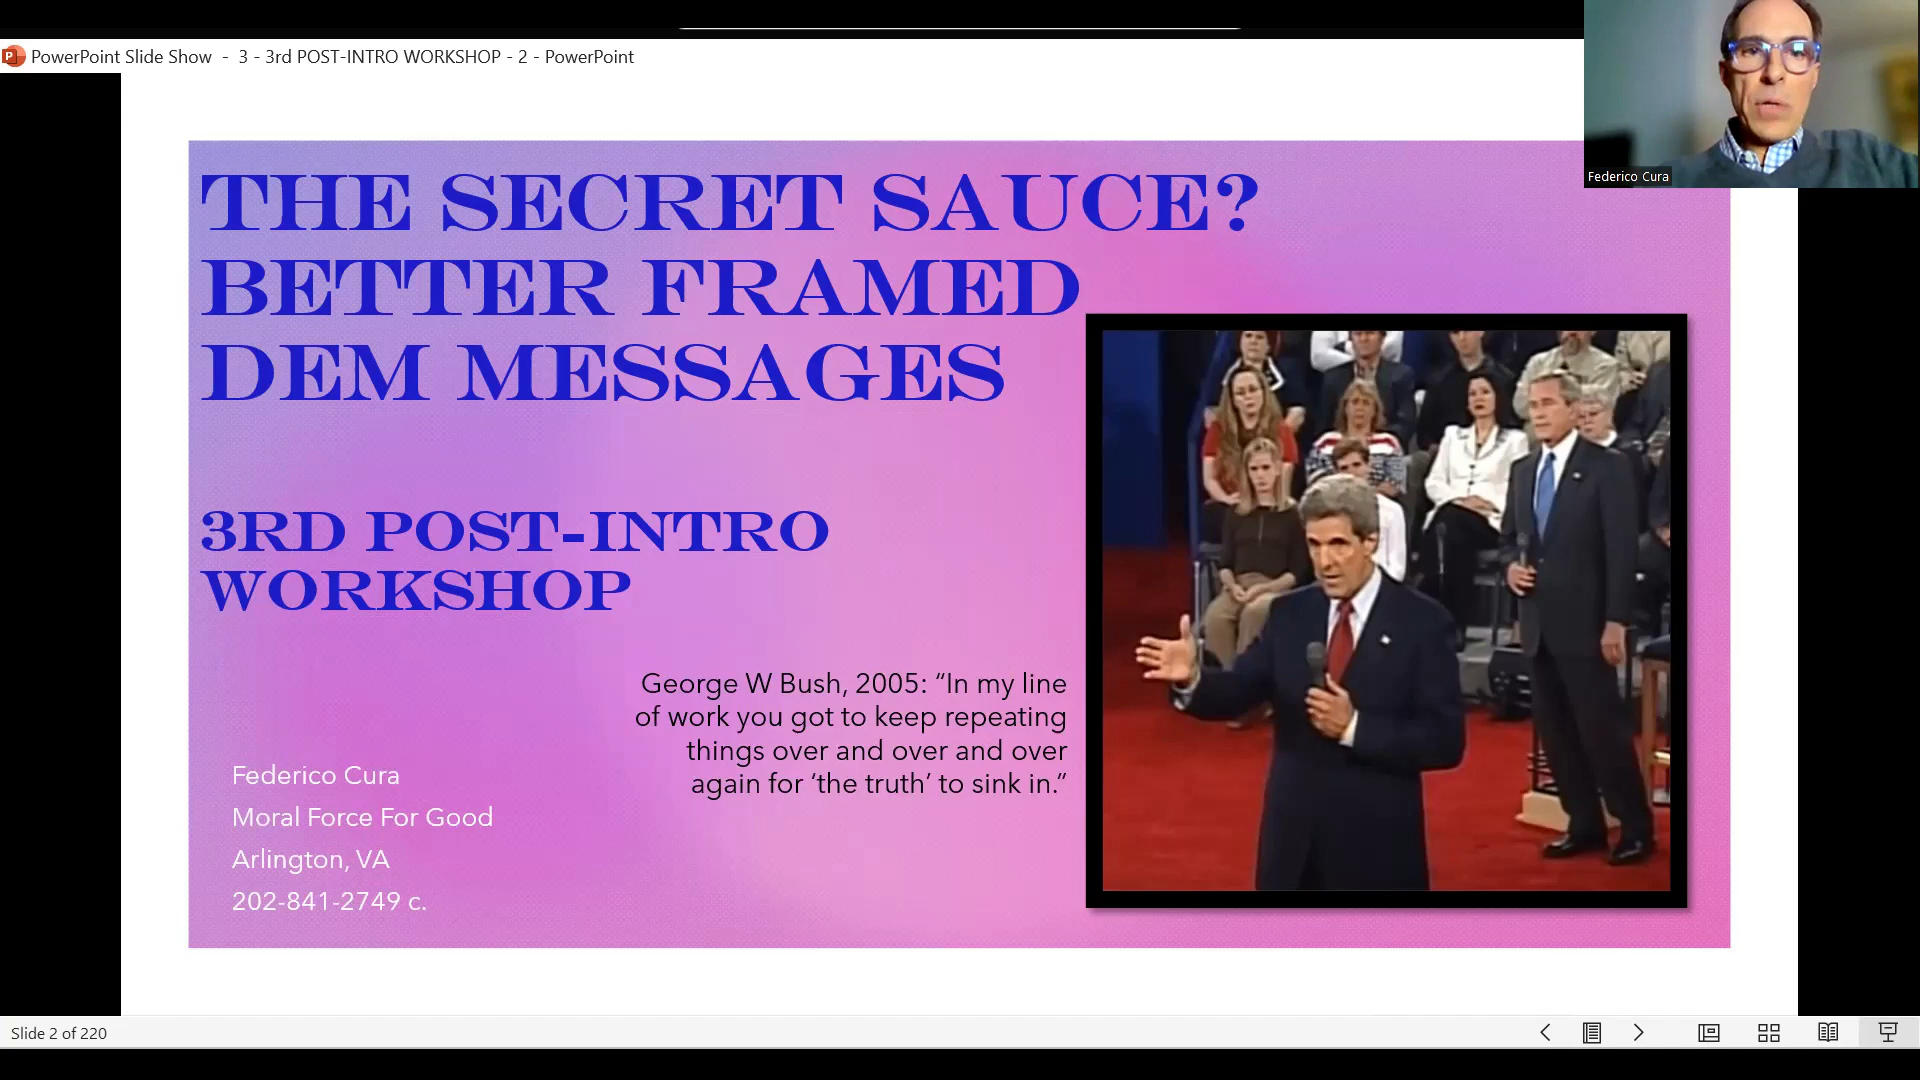 PowerPoint Slide Show - 3 - 3rd POST-INTRO WORKSHOP - 2 - PowerPoint
Federico Cura
THE SECRET SAUCE?
BETTER FRAMED
DEM MESSAGES
3RD POST-INTRO
WORKSHOP
George W Bush, 2005: “In my line
of work you got to keep repeating
things over and over and over
again for ‘the truth’ to sink in.”
Federico Cura
Moral Force For Good
Arlington, VA
202-841-2749 c.
Slide 2 of 220